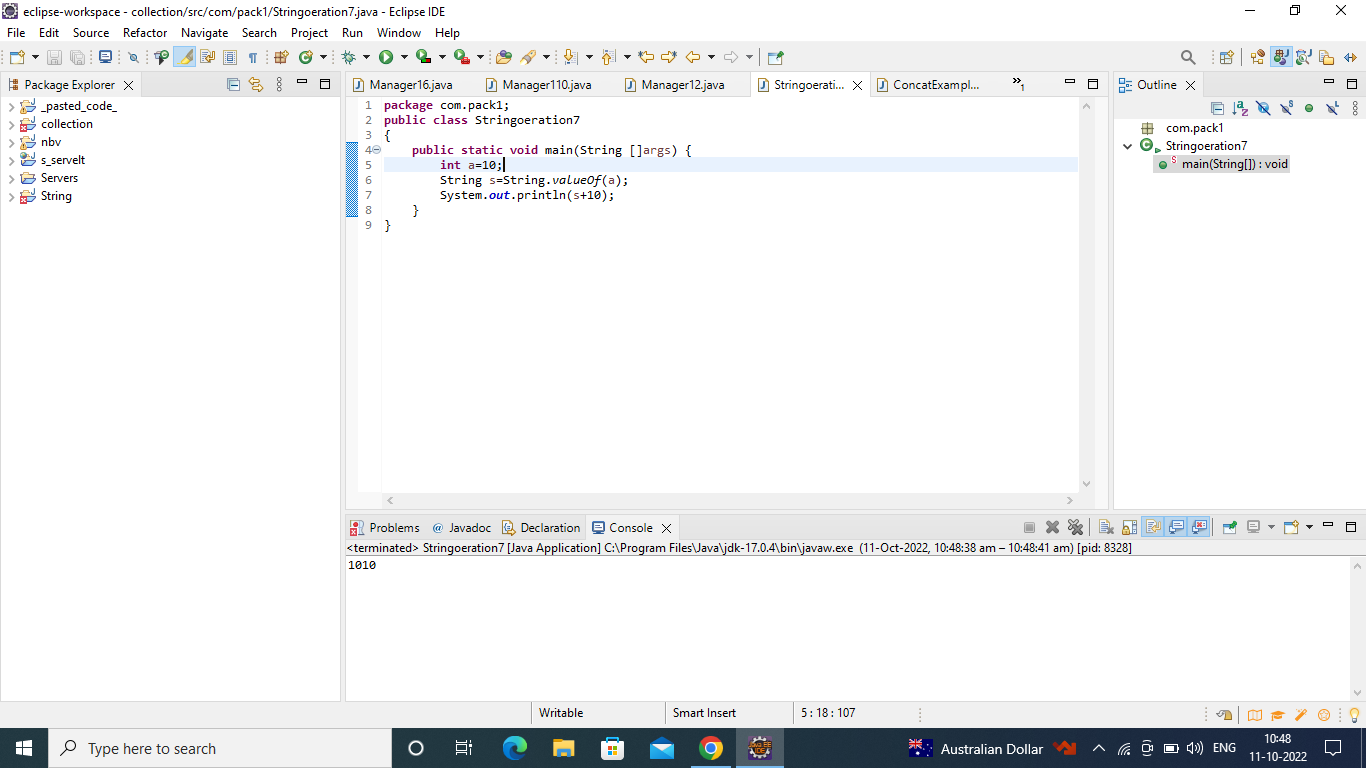 eclipse-workspace - collection/src/com/pack1/Stringoeration7.java - Eclipse IDE
File Edit Source Refactor Navigate Search Project Run Window Help
Package Explorer
_pasted_code_
collection
nbv
s_servelt
Servers
String
Manager16.java Manager110.java Manager12.java Stringoerati... ConcatExampl... »1
1 package com.pack1;
2 public class Stringoeration7
3 {
4 public static void main(String []args) {
5 int a=10;
6 String s=String.valueOf(a);
7 System.out.println(s+10);
8 }
9 }
Outline
com.pack1
Stringoeration7
main(String[]) : void
Problems @ Javadoc Declaration Console
<terminated> Stringoeration7 [Java Application] C:\Program Files\Java\jdk-17.0.4\bin\javaw.exe (11-Oct-2022, 10:48:38 am – 10:48:41 am) [pid: 8328]
1010
Writable Smart Insert 5 : 18 : 107
Type here to search
Australian Dollar ENG 10:48
11-10-2022